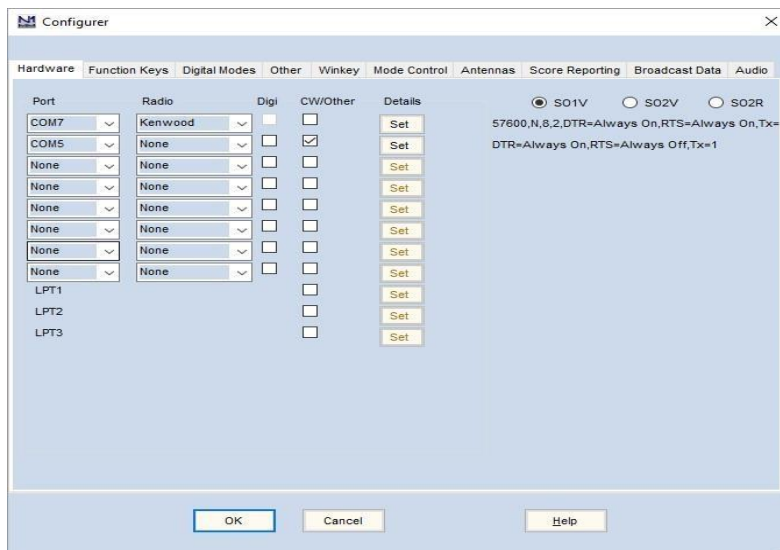 Configurer
Hardware Function Keys Digital Modes Other Winkey Mode Control Antennas Score Reporting Broadcast Data Audio
Port Radio Digi CW/Other Details SO1V SO2V SO2R
COM7 Kenwood Set 57600,N,8,2,DTR=Always On,RTS=Always On,Tx=
COM5 None Set DTR=Always On,RTS=Always Off,Tx=1
None None Set
None None Set
None None Set
None None Set
None None Set
None None Set
LPT1 Set
LPT2 Set
LPT3 Set
OK Cancel Help